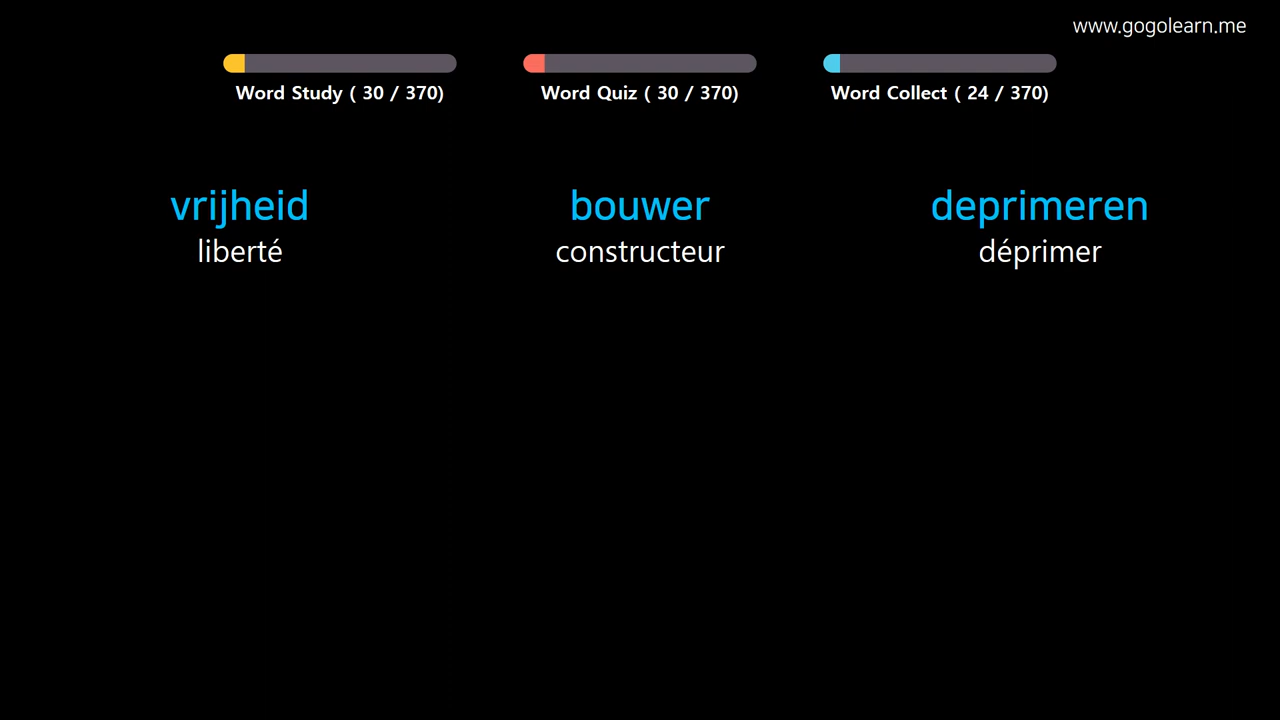 www.gogolearn.me
Word Study ( 30 / 370)
Word Quiz ( 30 / 370)
Word Collect ( 24 / 370)
vrijheid
liberté
bouwer
constructeur
deprimeren
déprimer